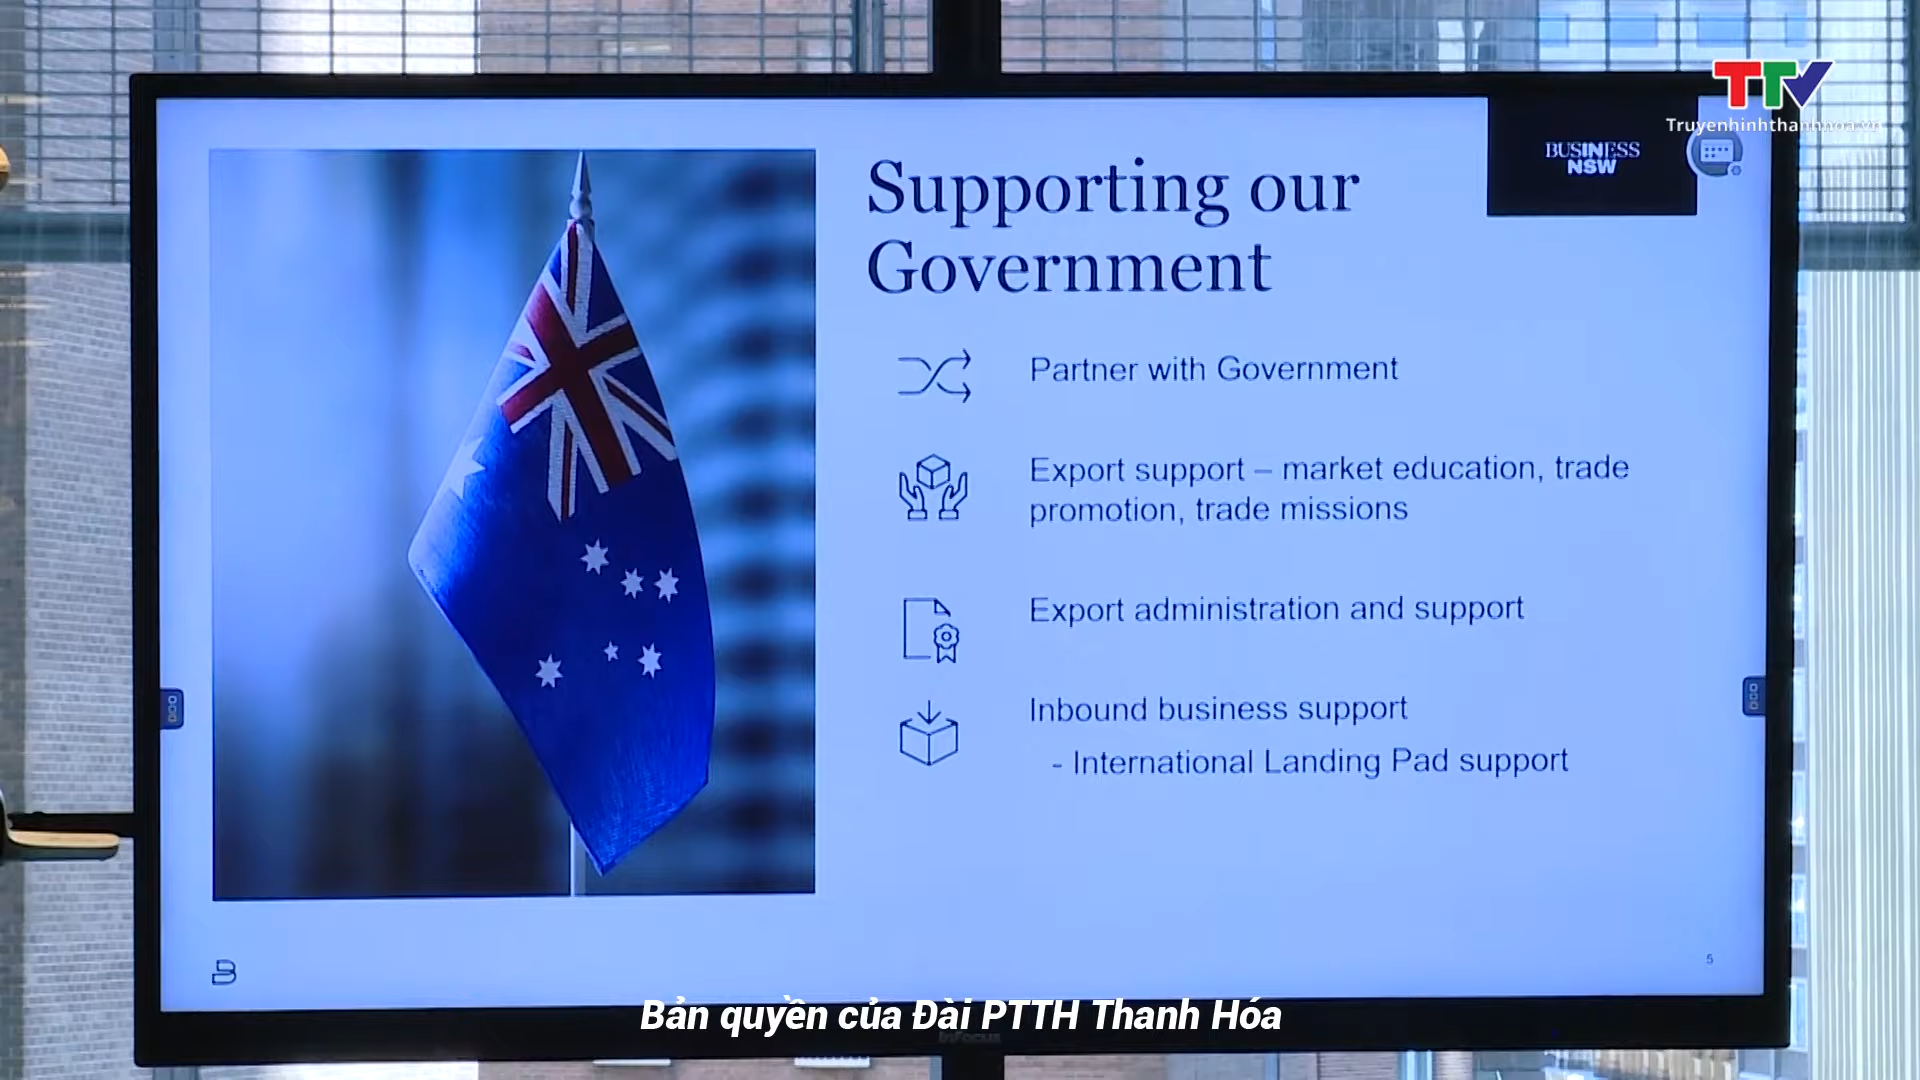 TTV
Truyenhinhthanhhoa.vn
BUSINESS
NSW
Supporting our
Government
Partner with Government
Export support – market education, trade
promotion, trade missions
Export administration and support
Inbound business support
- International Landing Pad support
5
Bản quyền của Đài PTTH Thanh Hóa
InFocus